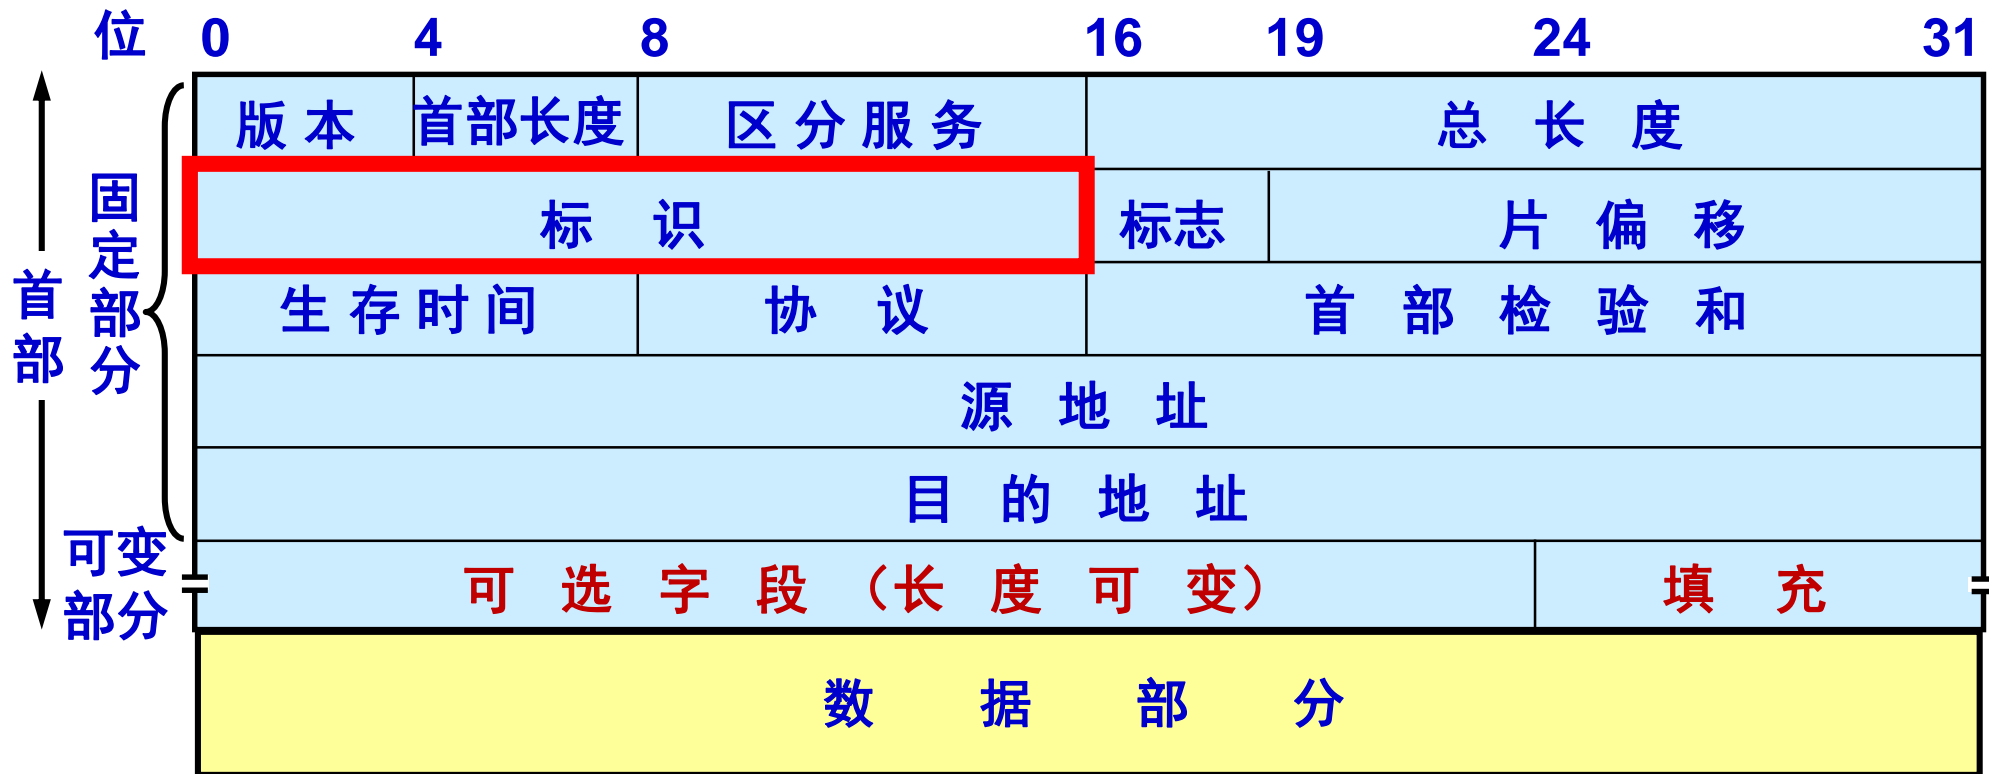 位 0 4 8 16 19 24 31
版本 首部长度 区分服务 总长度
标识 标志 片偏移
生存时间 协议 首部检验和
源地址
目的地址
可选字段（长度可变） 填充
数据部分
首部
固定部分
可变
部分